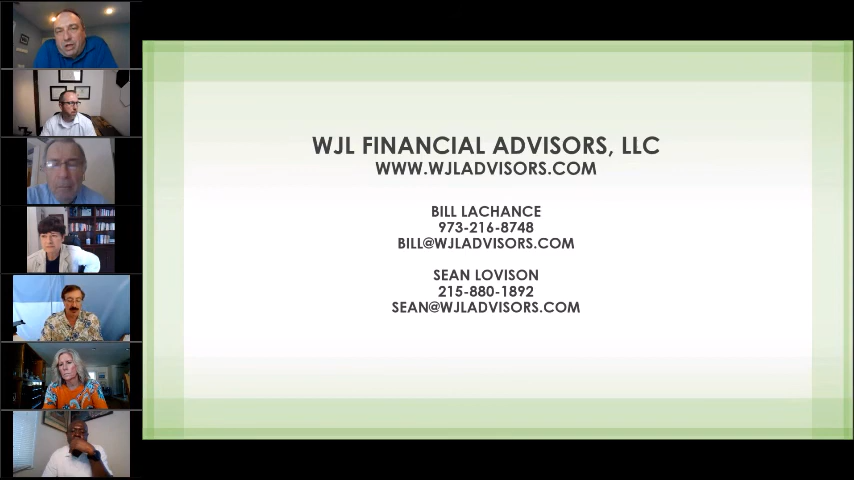 WJL FINANCIAL ADVISORS, LLC
WWW.WJLADVISORS.COM
BILL LACHANCE
973-216-8748
BILL@WJLADVISORS.COM
SEAN LOVISON
215-880-1892
SEAN@WJLADVISORS.COM